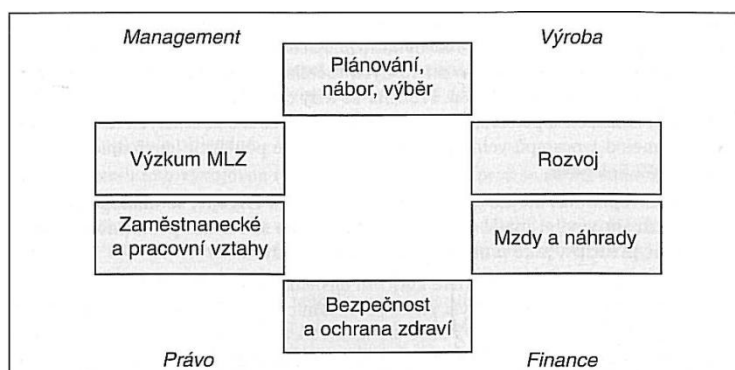 Management
Výroba
Plánování,
nábor, výběr
Výzkum MLZ
Rozvoj
Zaměstnanecké
a pracovní vztahy
Mzdy a náhrady
Bezpečnost
a ochrana zdraví
Právo
Finance